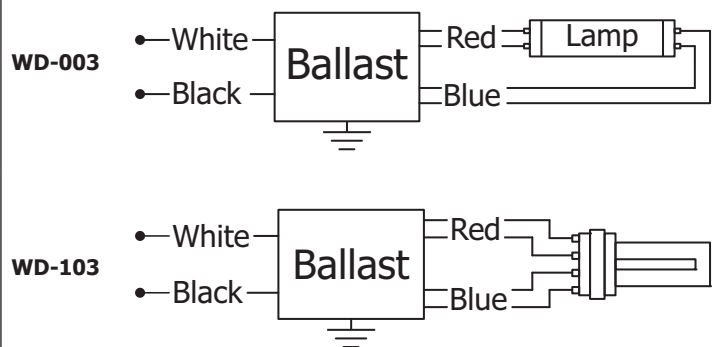 WD-003
White
Black
Ballast
Red
Blue
Lamp
WD-103
White
Black
Ballast
Red
Blue